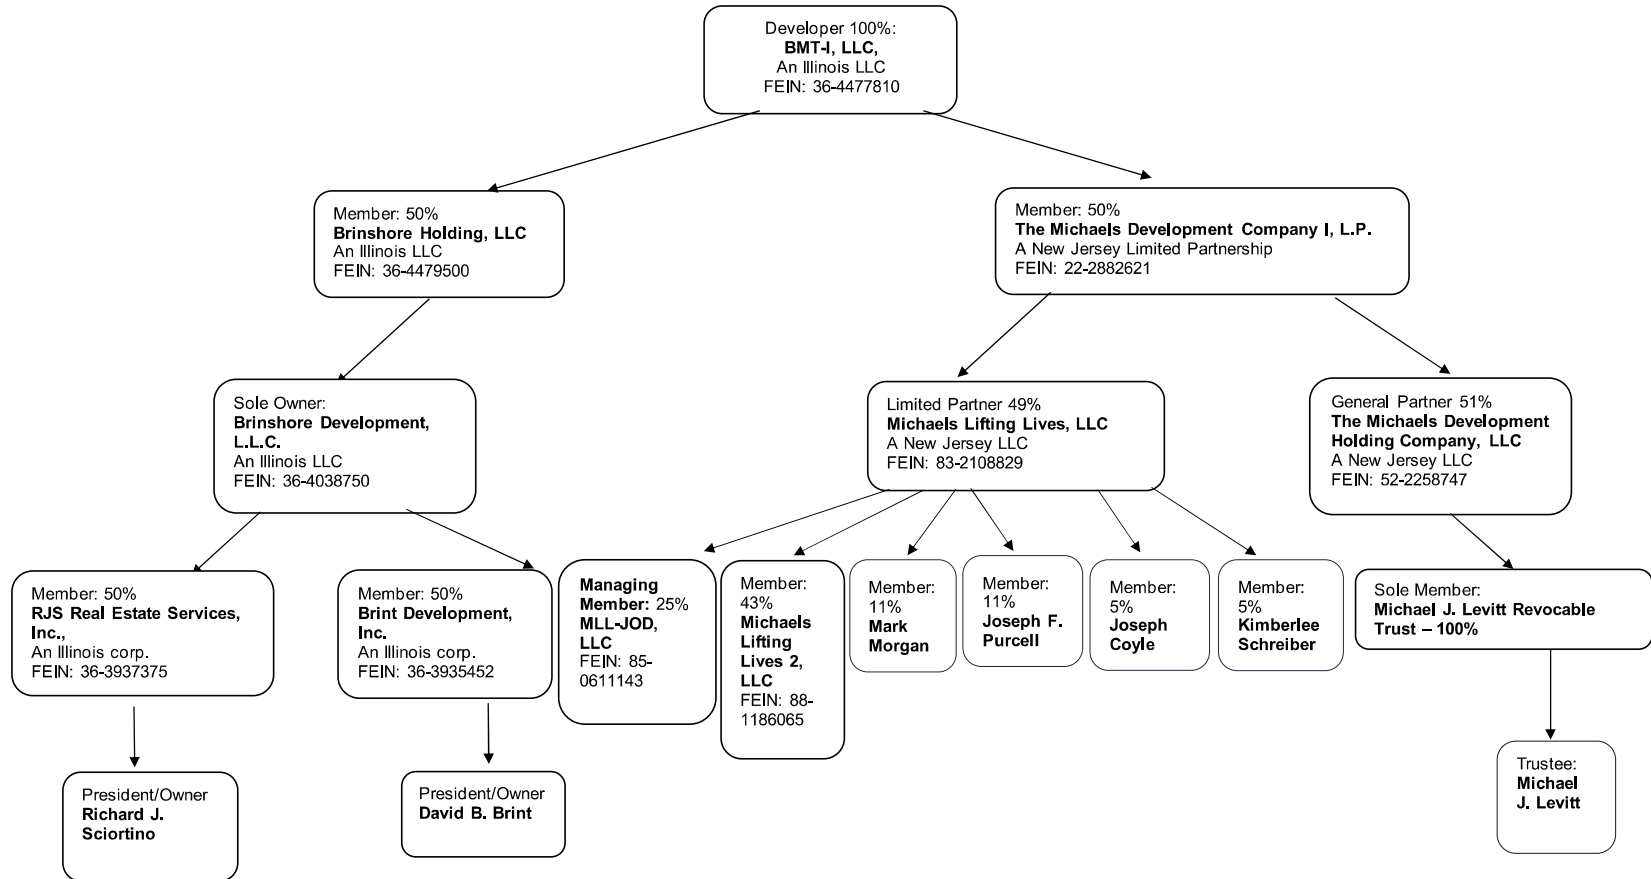 Developer 100%:
BMT-I, LLC,
An Illinois LLC
FEIN: 36-4477810
Member: 50%
Brinshore Holding, LLC
An Illinois LLC
FEIN: 36-4479500
Member: 50%
The Michaels Development Company I, L.P.
A New Jersey Limited Partnership
FEIN: 22-2882621
Sole Owner:
Brinshore Development,
L.L.C.
An Illinois LLC
FEIN: 36-4038750
Limited Partner 49%
Michaels Lifting Lives, LLC
A New Jersey LLC
FEIN: 83-2108829
General Partner 51%
The Michaels Development
Holding Company, LLC
A New Jersey LLC
FEIN: 52-2258747
Member: 50%
RJS Real Estate Services,
Inc.,
An Illinois corp.
FEIN: 36-3937375
Member: 50%
Brint Development,
Inc.
An Illinois corp.
FEIN: 36-3935452
Managing
Member: 25%
MLL-JOD,
LLC
FEIN: 85-
0611143
Member:
43%
Michaels
Lifting
Lives 2,
LLC
FEIN: 88-
1186065
Member:
11%
Mark
Morgan
Member:
11%
Joseph F.
Purcell
Member:
5%
Joseph
Coyle
Member:
5%
Kimberlee
Schreiber
Sole Member:
Michael J. Levitt Revocable
Trust – 100%
President/Owner
Richard J.
Sciortino
President/Owner
David B. Brint
Trustee:
Michael
J. Levitt